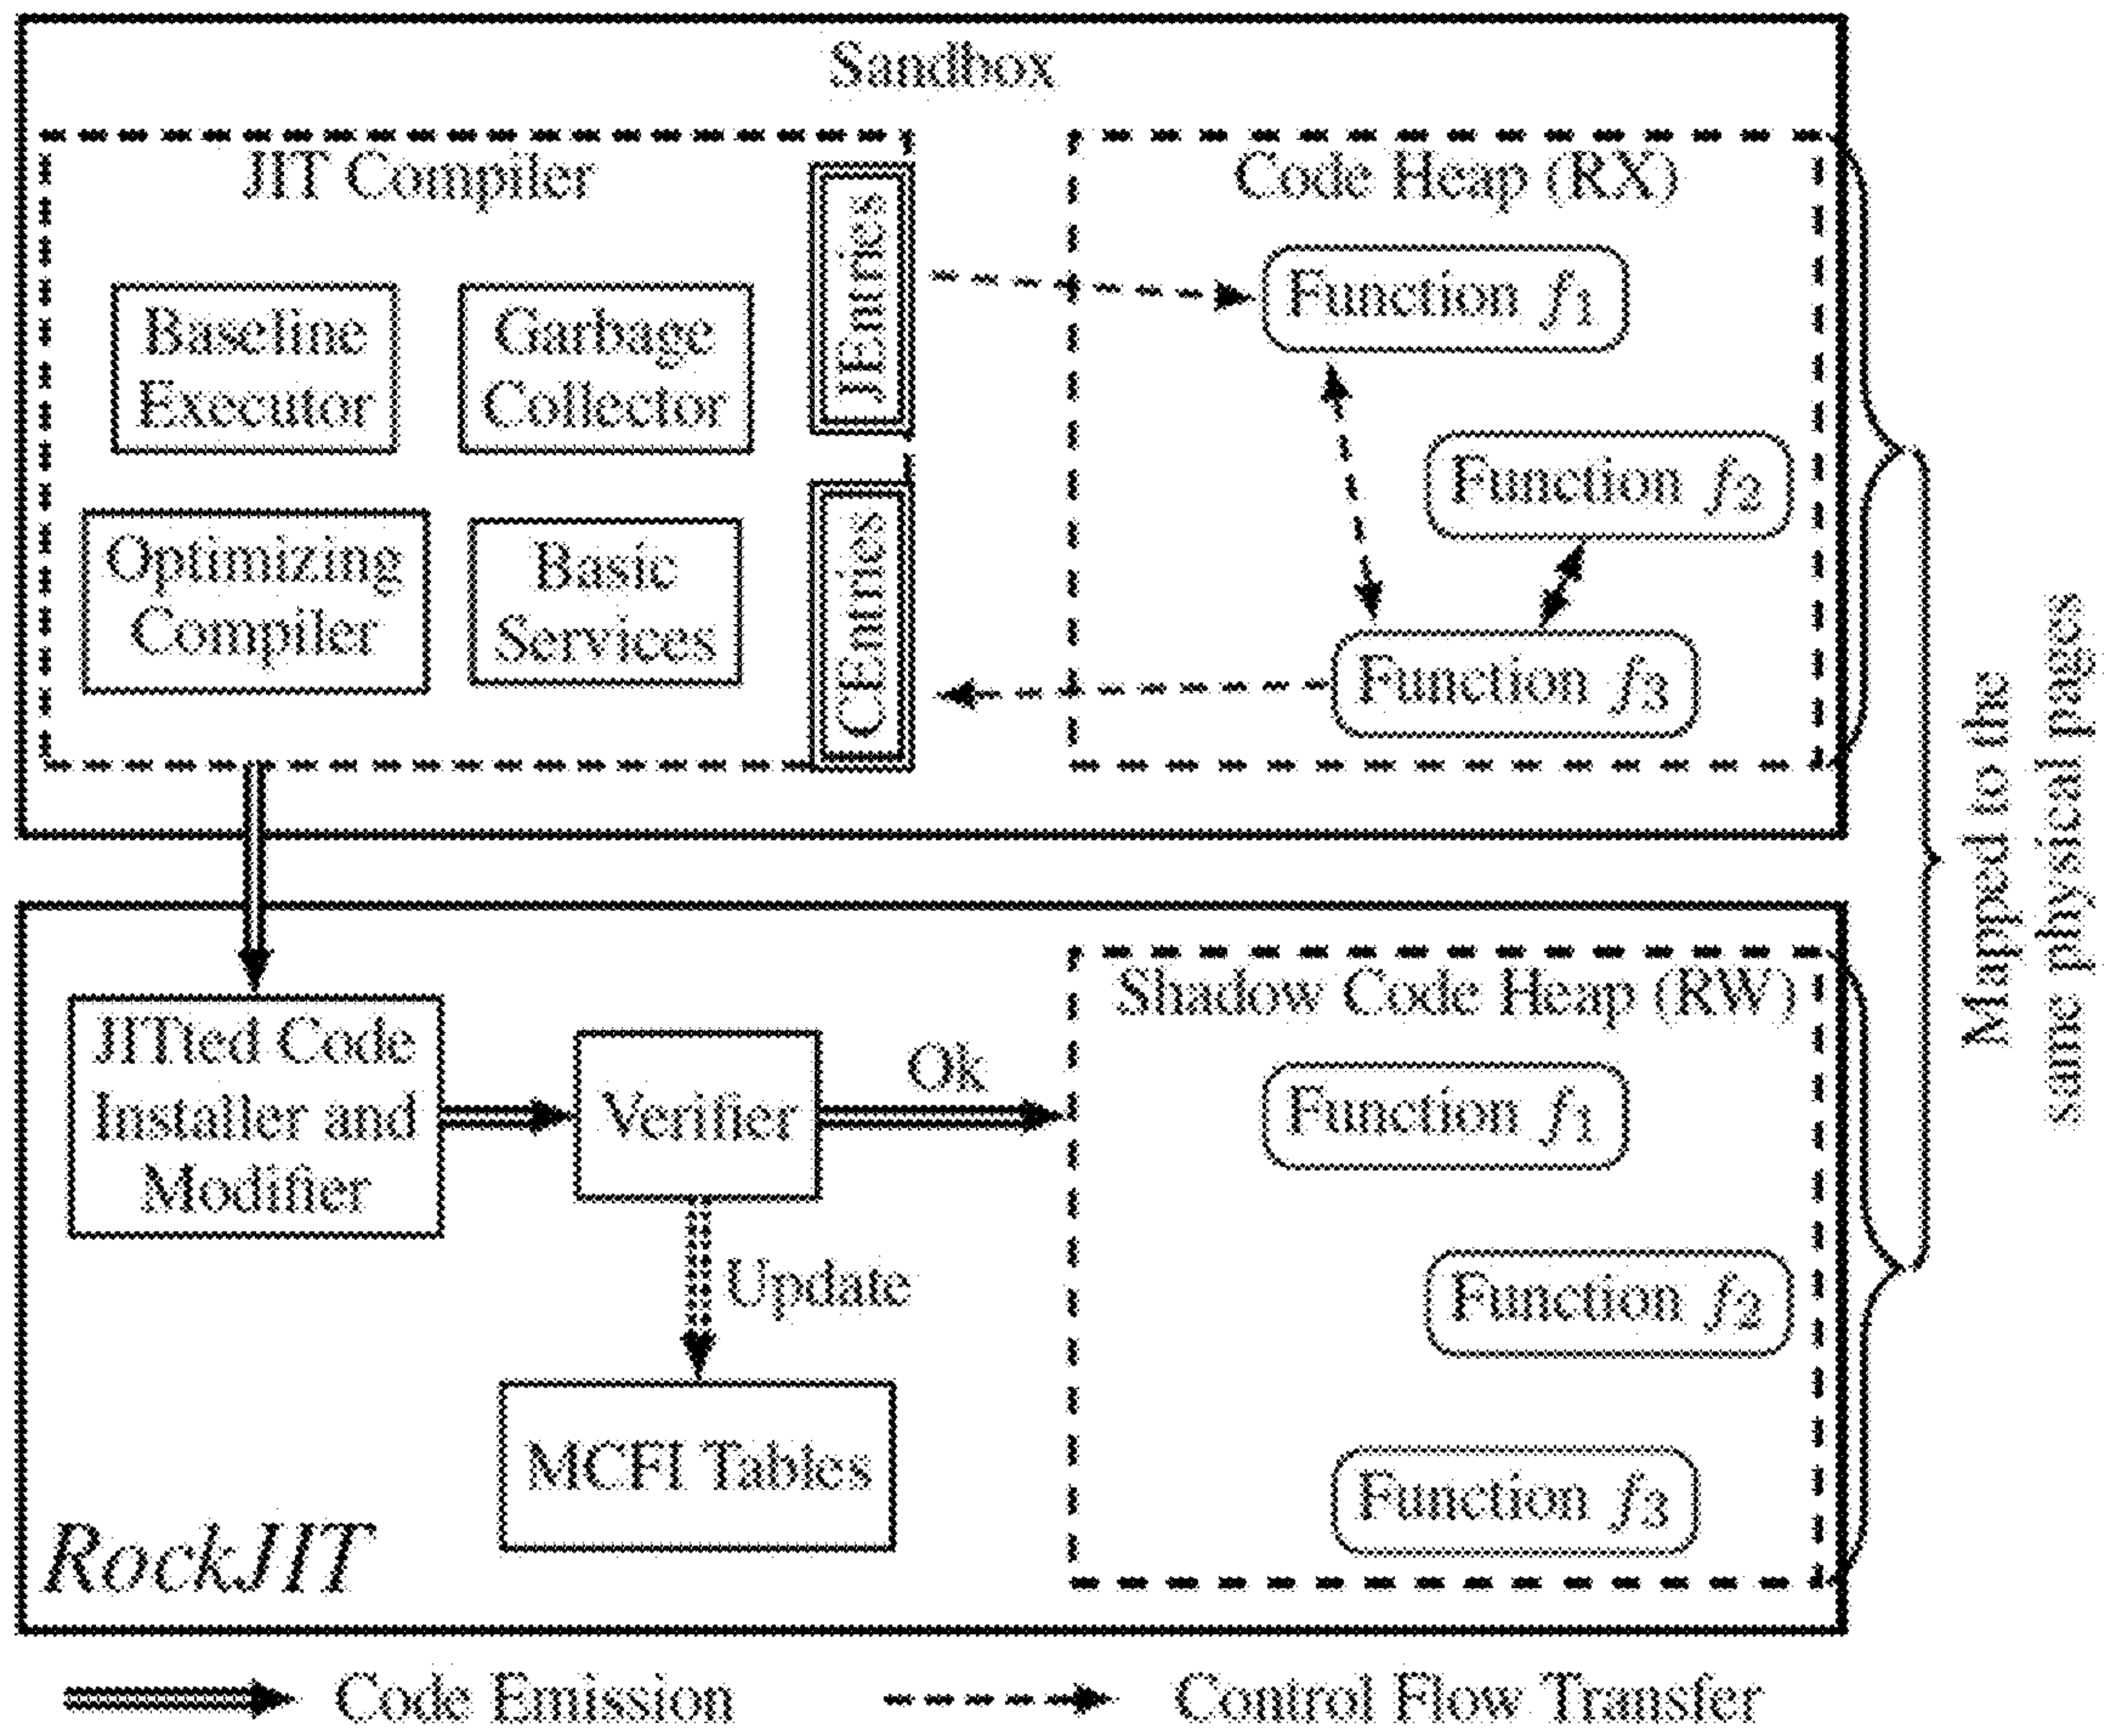 Sandbox
JIT Compiler
Baseline
Executor
Garbage
Collector
Optimizing
Compiler
Basic
Services
JEntries
CEntries
Code Heap (RX)
Function f1
Function f2
Function f3
JITted Code
Installer and
Modifier
Verifier
Ok
Update
MCFI Tables
RockJIT
Shadow Code Heap (RW)
Function f1
Function f2
Function f3
Mapped to the
same physical pages
Code Emission
Control Flow Transfer